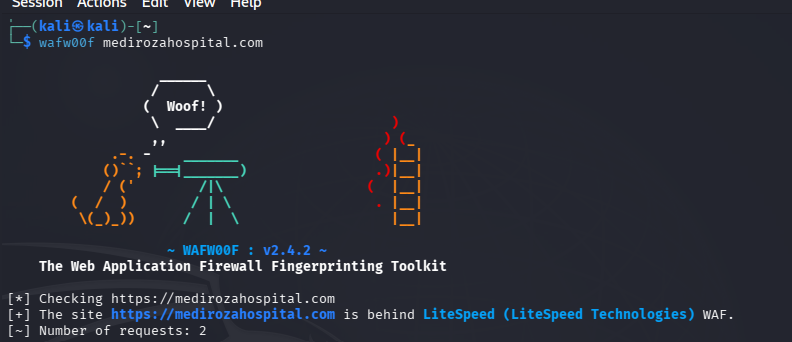 Session Actions Edit View Help
(kali㉿kali)-[~]
$ wafw00f medirozahospital.com
Woof!
~ WAFW00F : v2.4.2 ~
The Web Application Firewall Fingerprinting Toolkit
[*] Checking https://medirozahospital.com
[+] The site https://medirozahospital.com is behind LiteSpeed (LiteSpeed Technologies) WAF.
[~] Number of requests: 2